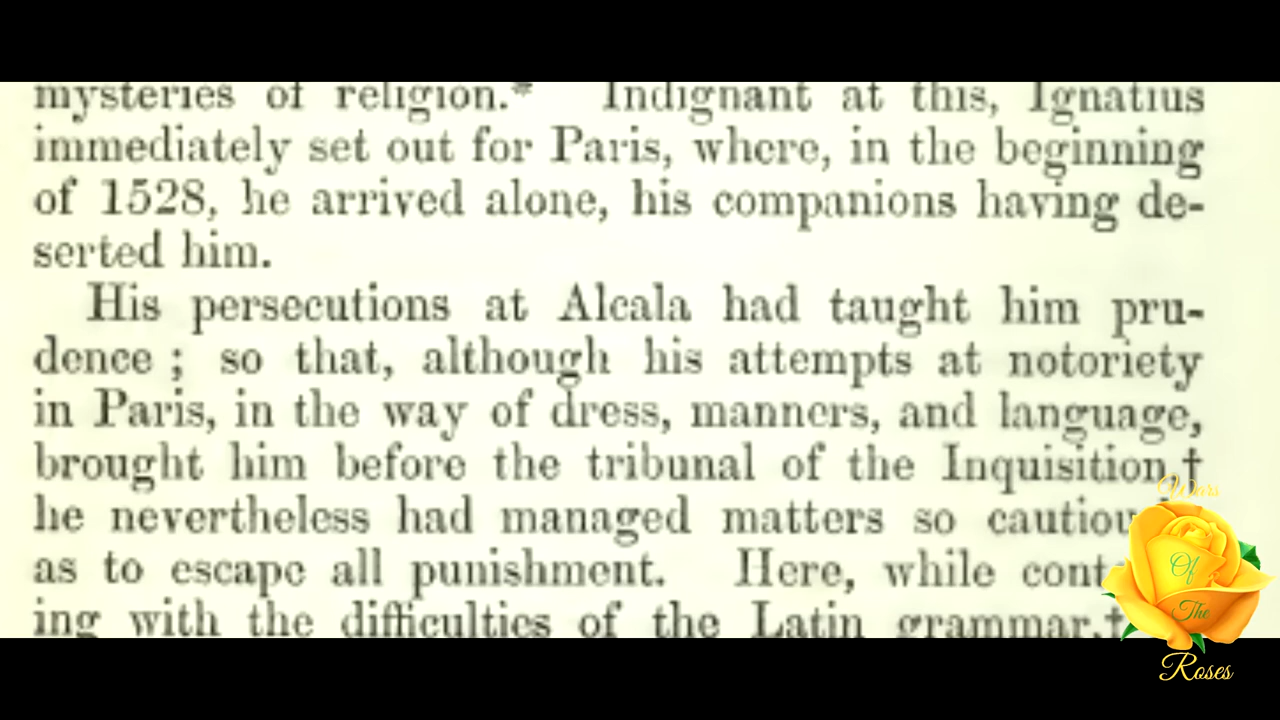 mysteries of religion.* Indignant at this, Ignatius
immediately set out for Paris, where, in the beginning
of 1528, he arrived alone, his companions having de-
serted him.
His persecutions at Alcala had taught him pru-
dence ; so that, although his attempts at notoriety
in Paris, in the way of dress, manners, and language,
brought him before the tribunal of the Inquisition,†
he nevertheless had managed matters so
as to escape all punishment. Here, while
ing with the difficulties of the Latin grammar,†
Wars
Of
The
Roses